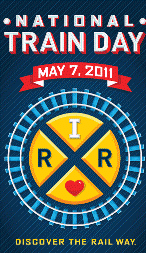 • NATIONAL •
TRAIN DAY
MAY 7, 2011
I
R R
DISCOVER THE RAIL WAY.